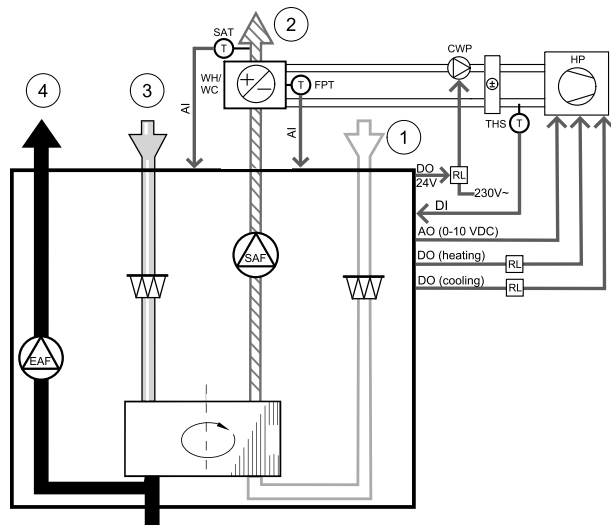 SAT
2
CWP
HP
4
3
WH/
WC
+
−
T
T
FPT
±
AI
AI
1
THS
T
DO
24V
RL
230V~
DI
AO (0-10 VDC)
SAF
DO (heating)
RL
DO (cooling)
RL
EAF